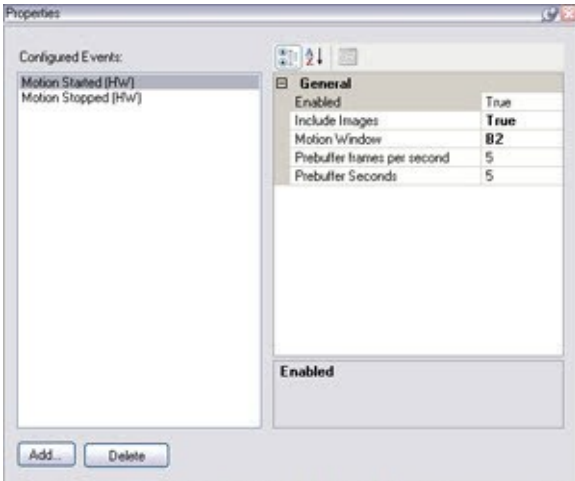 Properties
Configured Events:
Motion Started (HW)
Motion Stopped (HW)
General
Enabled True
Include Images True
Motion Window B2
Prebuffer frames per second 5
Prebuffer Seconds 5
Enabled
Add...
Delete